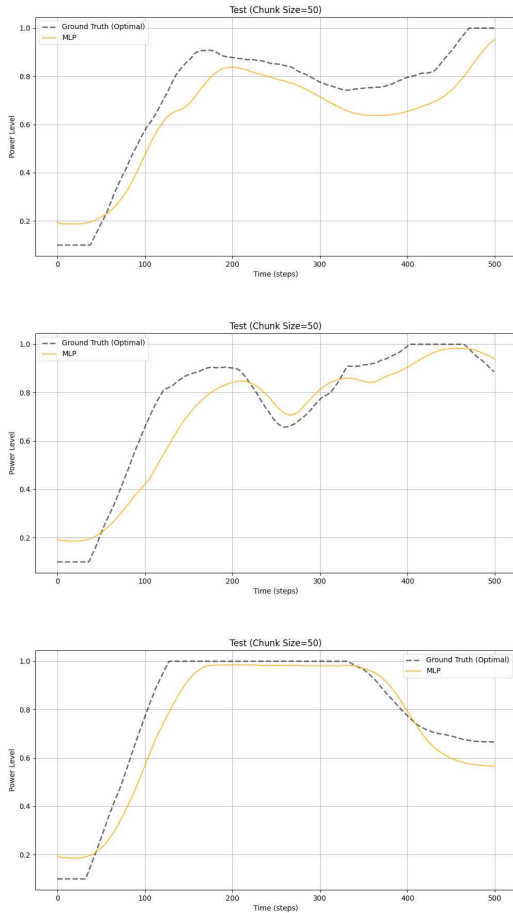 Test (Chunk Size=50)
Ground Truth (Optimal)
MLP
1.0
0.8
0.6
0.4
0.2
Power Level
0 100 200 300 400 500
Time (steps)
Test (Chunk Size=50)
Ground Truth (Optimal)
MLP
1.0
0.8
0.6
0.4
0.2
Power Level
0 100 200 300 400 500
Time (steps)
Test (Chunk Size=50)
Ground Truth (Optimal)
MLP
1.0
0.8
0.6
0.4
0.2
Power Level
0 100 200 300 400 500
Time (steps)